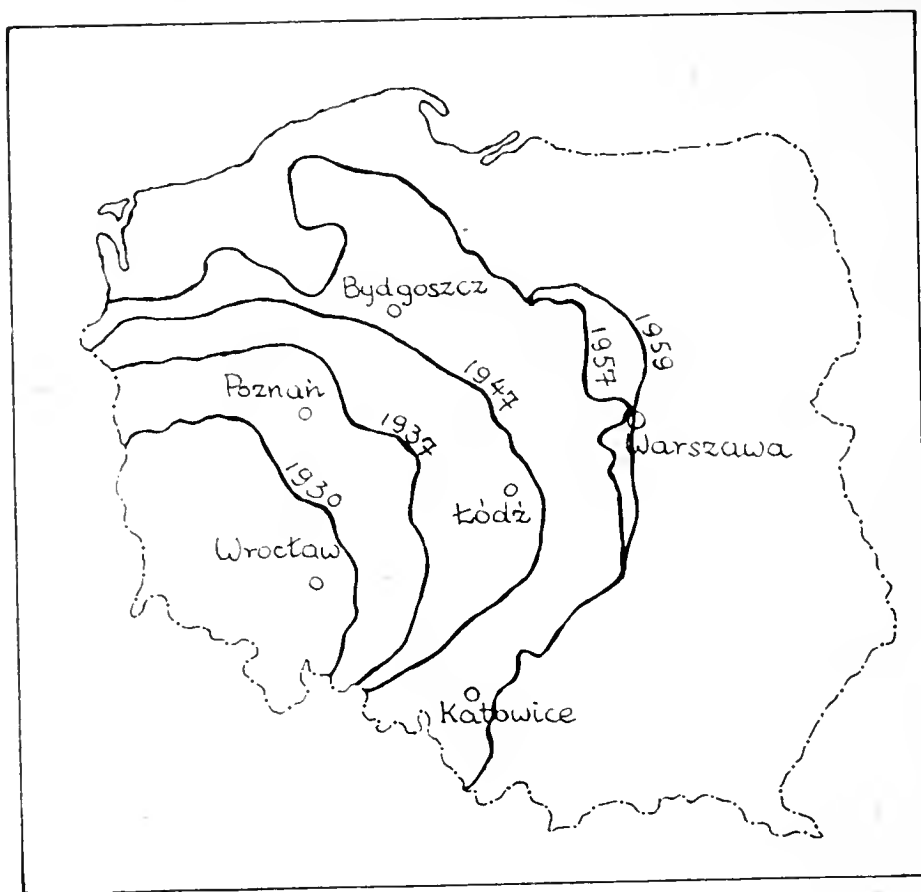 Bydgoszcz
1959
1957
Poznań
1947
1937
Warszawa
1930
Łódź
Wrocław
Katowice